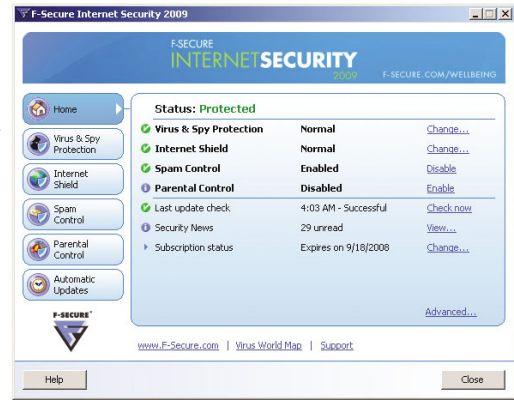 F-Secure Internet Security 2009
F-SECURE
INTERNETSECURITY
2009
F-SECURE.COM/WELLBEING
Home
Virus & Spy
Protection
Internet
Shield
Spam
Control
Parental
Control
Automatic
Updates
F-SECURE
Status: Protected
Virus & Spy Protection Normal Change...
Internet Shield Normal Change...
Spam Control Enabled Disable
Parental Control Disabled Enable
Last update check 4:03 AM - Successful Check now
Security News 29 unread View...
Subscription status Expires on 9/18/2008 Change...
Advanced...
www.F-Secure.com | Virus World Map | Support
Help Close